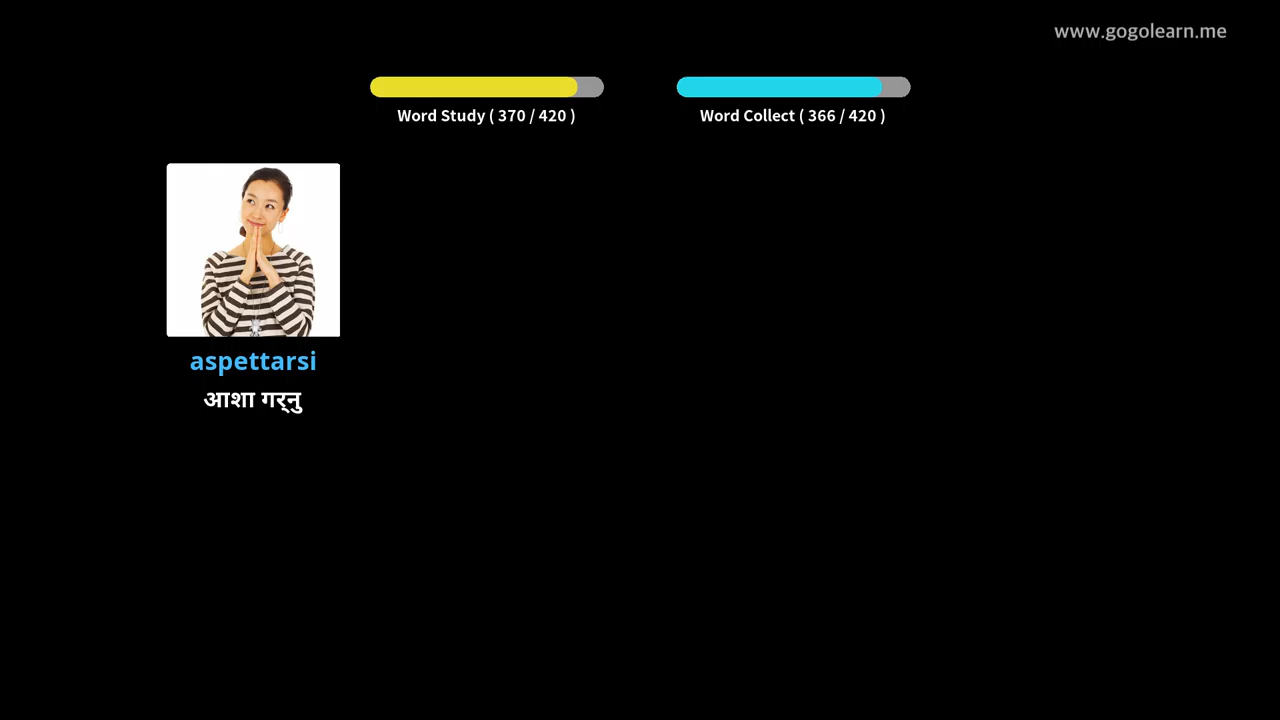 www.gogolearn.me
Word Study ( 370 / 420 )
Word Collect ( 366 / 420 )
aspettarsi
आशा गर्‍नु